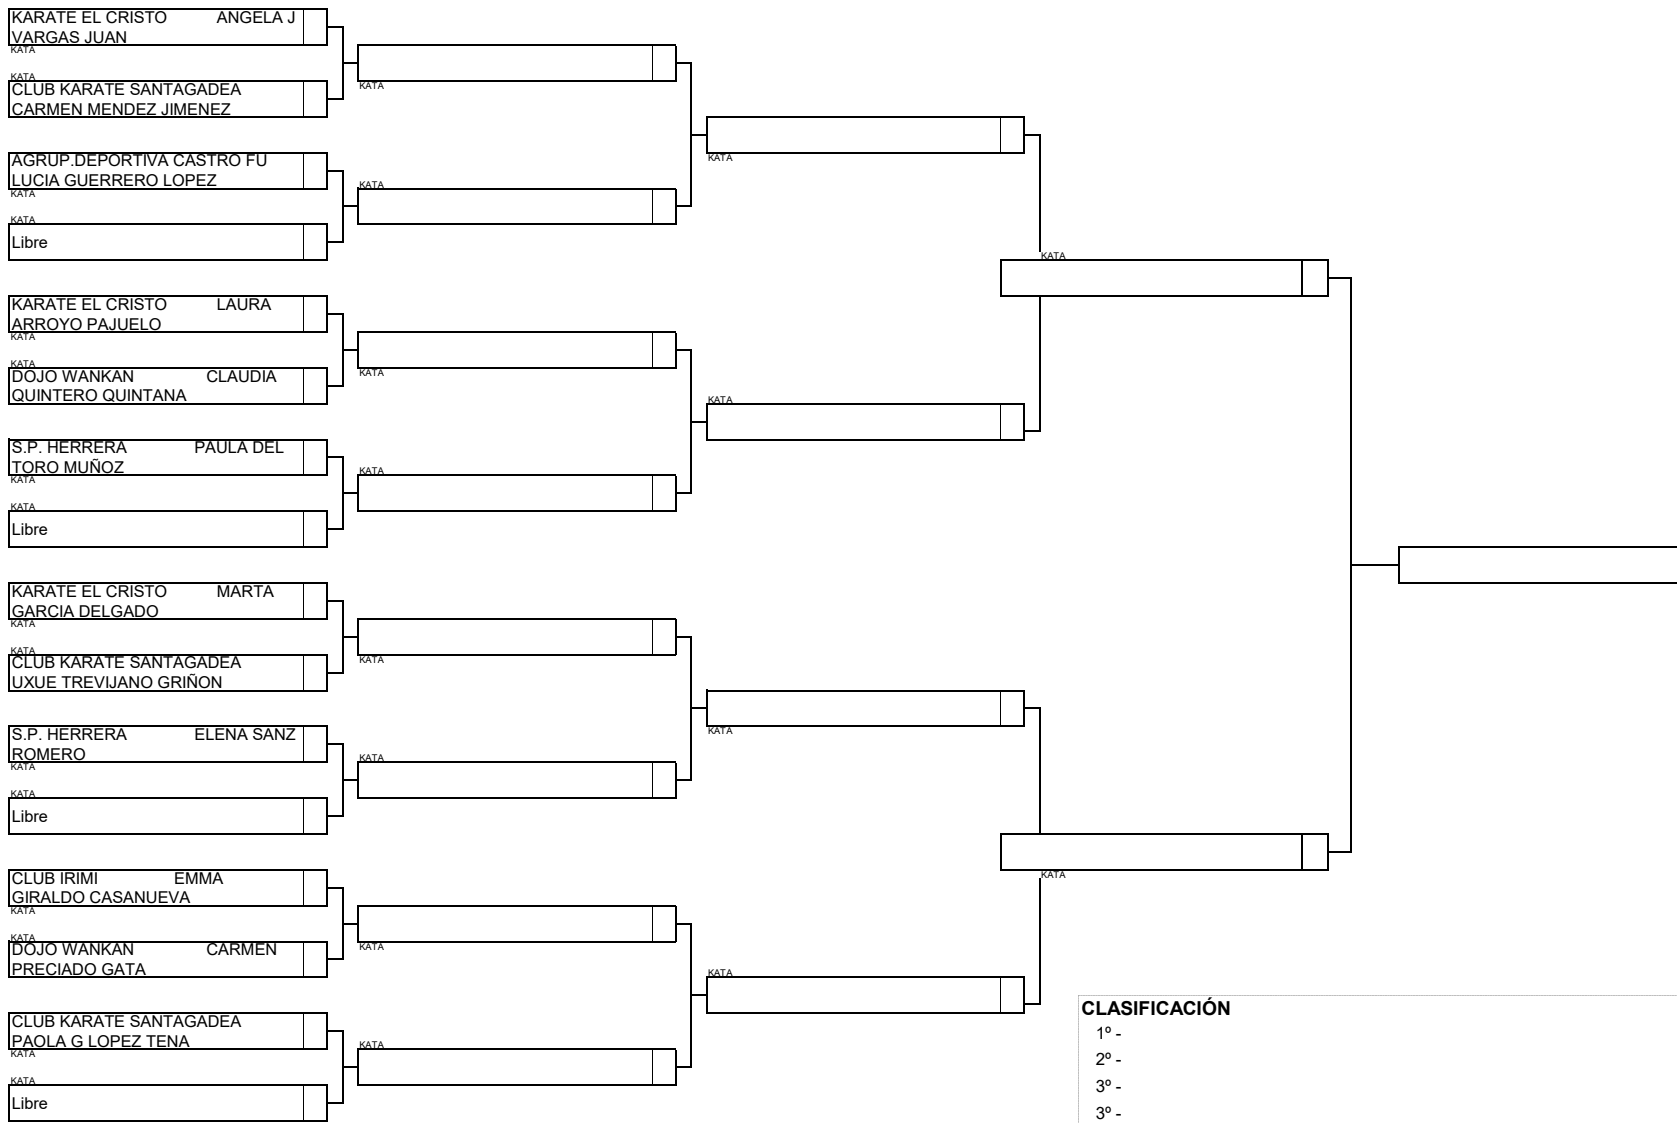 KARATE EL CRISTO ANGELA J
VARGAS JUAN
KATA
KATA
CLUB KARATE SANTAGADEA
CARMEN MENDEZ JIMENEZ
AGRUP.DEPORTIVA CASTRO FU
LUCIA GUERRERO LOPEZ
KATA
KATA
Libre
KARATE EL CRISTO LAURA
ARROYO PAJUELO
KATA
KATA
DOJO WANKAN CLAUDIA
QUINTERO QUINTANA
S.P. HERRERA PAULA DEL
TORO MUÑOZ
KATA
KATA
Libre
KARATE EL CRISTO MARTA
GARCIA DELGADO
KATA
KATA
CLUB KARATE SANTAGADEA
UXUE TREVIJANO GRIÑON
S.P. HERRERA ELENA SANZ
ROMERO
KATA
KATA
Libre
CLUB IRIMI EMMA
GIRALDO CASANUEVA
KATA
KATA
DOJO WANKAN CARMEN
PRECIADO GATA
CLUB KARATE SANTAGADEA
PAOLA G LOPEZ TENA
KATA
KATA
Libre
KATA
KATA
KATA
KATA
KATA
KATA
KATA
KATA
KATA
KATA
KATA
KATA
KATA
KATA
CLASIFICACIÓN
1º -
2º -
3º -
3º -